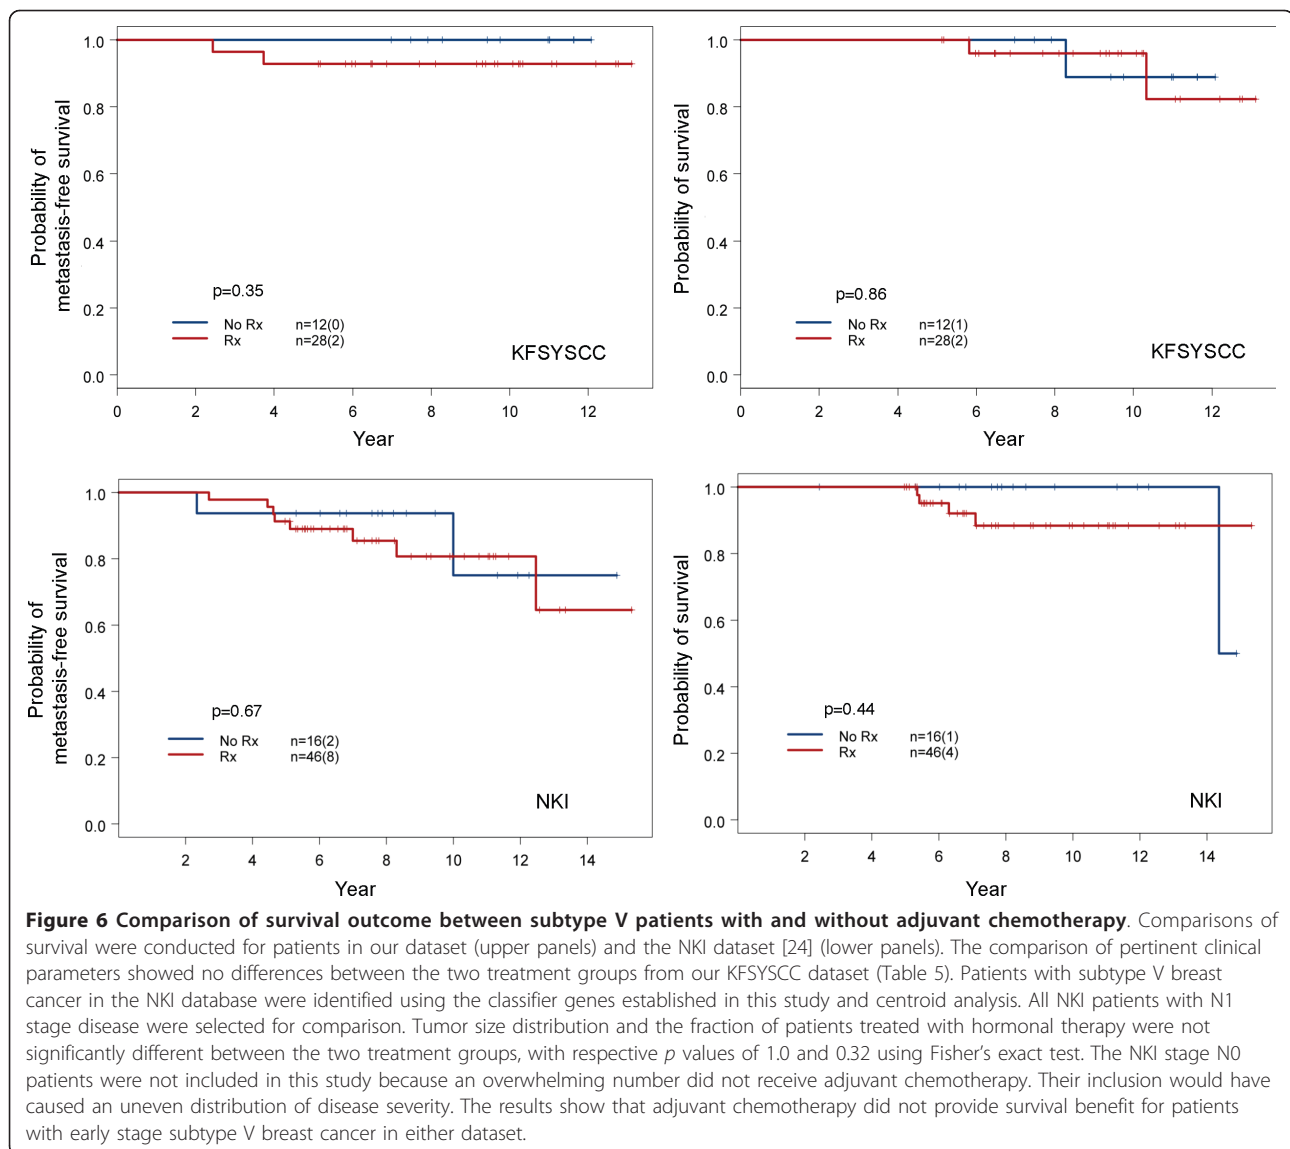 Probability of
metastasis-free survival
1.0
0.8
0.6
0.4
0.2
0.0
p=0.35
No Rx n=12(0)
Rx n=28(2)
KFSYSCC
0 2 4 6 8 10 12
Year
Probability of survival
1.0
0.8
0.6
0.4
0.2
0.0
p=0.86
No Rx n=12(1)
Rx n=28(2)
KFSYSCC
0 2 4 6 8 10 12
Year
Probability of
metastasis-free survival
1.0
0.8
0.6
0.4
0.2
0.0
p=0.67
No Rx n=16(2)
Rx n=46(8)
NKI
2 4 6 8 10 12 14
Year
Probability of survival
1.0
0.8
0.6
0.4
0.2
0.0
p=0.44
No Rx n=16(1)
Rx n=46(4)
NKI
2 4 6 8 10 12 14
Year
Figure 6 Comparison of survival outcome between subtype V patients with and without adjuvant chemotherapy. Comparisons of
survival were conducted for patients in our dataset (upper panels) and the NKI dataset [24] (lower panels). The comparison of pertinent clinical
parameters showed no differences between the two treatment groups from our KFSYSCC dataset (Table 5). Patients with subtype V breast
cancer in the NKI database were identified using the classifier genes established in this study and centroid analysis. All NKI patients with N1
stage disease were selected for comparison. Tumor size distribution and the fraction of patients treated with hormonal therapy were not
significantly different between the two treatment groups, with respective p values of 1.0 and 0.32 using Fisher's exact test. The NKI stage N0
patients were not included in this study because an overwhelming number did not receive adjuvant chemotherapy. Their inclusion would have
caused an uneven distribution of disease severity. The results show that adjuvant chemotherapy did not provide survival benefit for patients
with early stage subtype V breast cancer in either dataset.